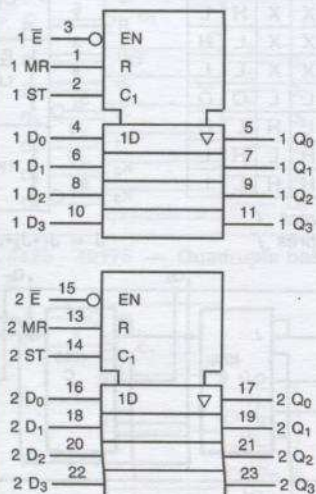 1 E̅ 3 EN
1 MR 1 R
1 ST 2 C₁
1 D₀ 4 1D ▽ 5 1 Q₀
1 D₁ 6 7 1 Q₁
1 D₂ 8 9 1 Q₂
1 D₃ 10 11 1 Q₃
2 E̅ 15 EN
2 MR 13 R
2 ST 14 C₁
2 D₀ 16 1D ▽ 17 2 Q₀
2 D₁ 18 19 2 Q₁
2 D₂ 20 21 2 Q₂
2 D₃ 22 23 2 Q₃